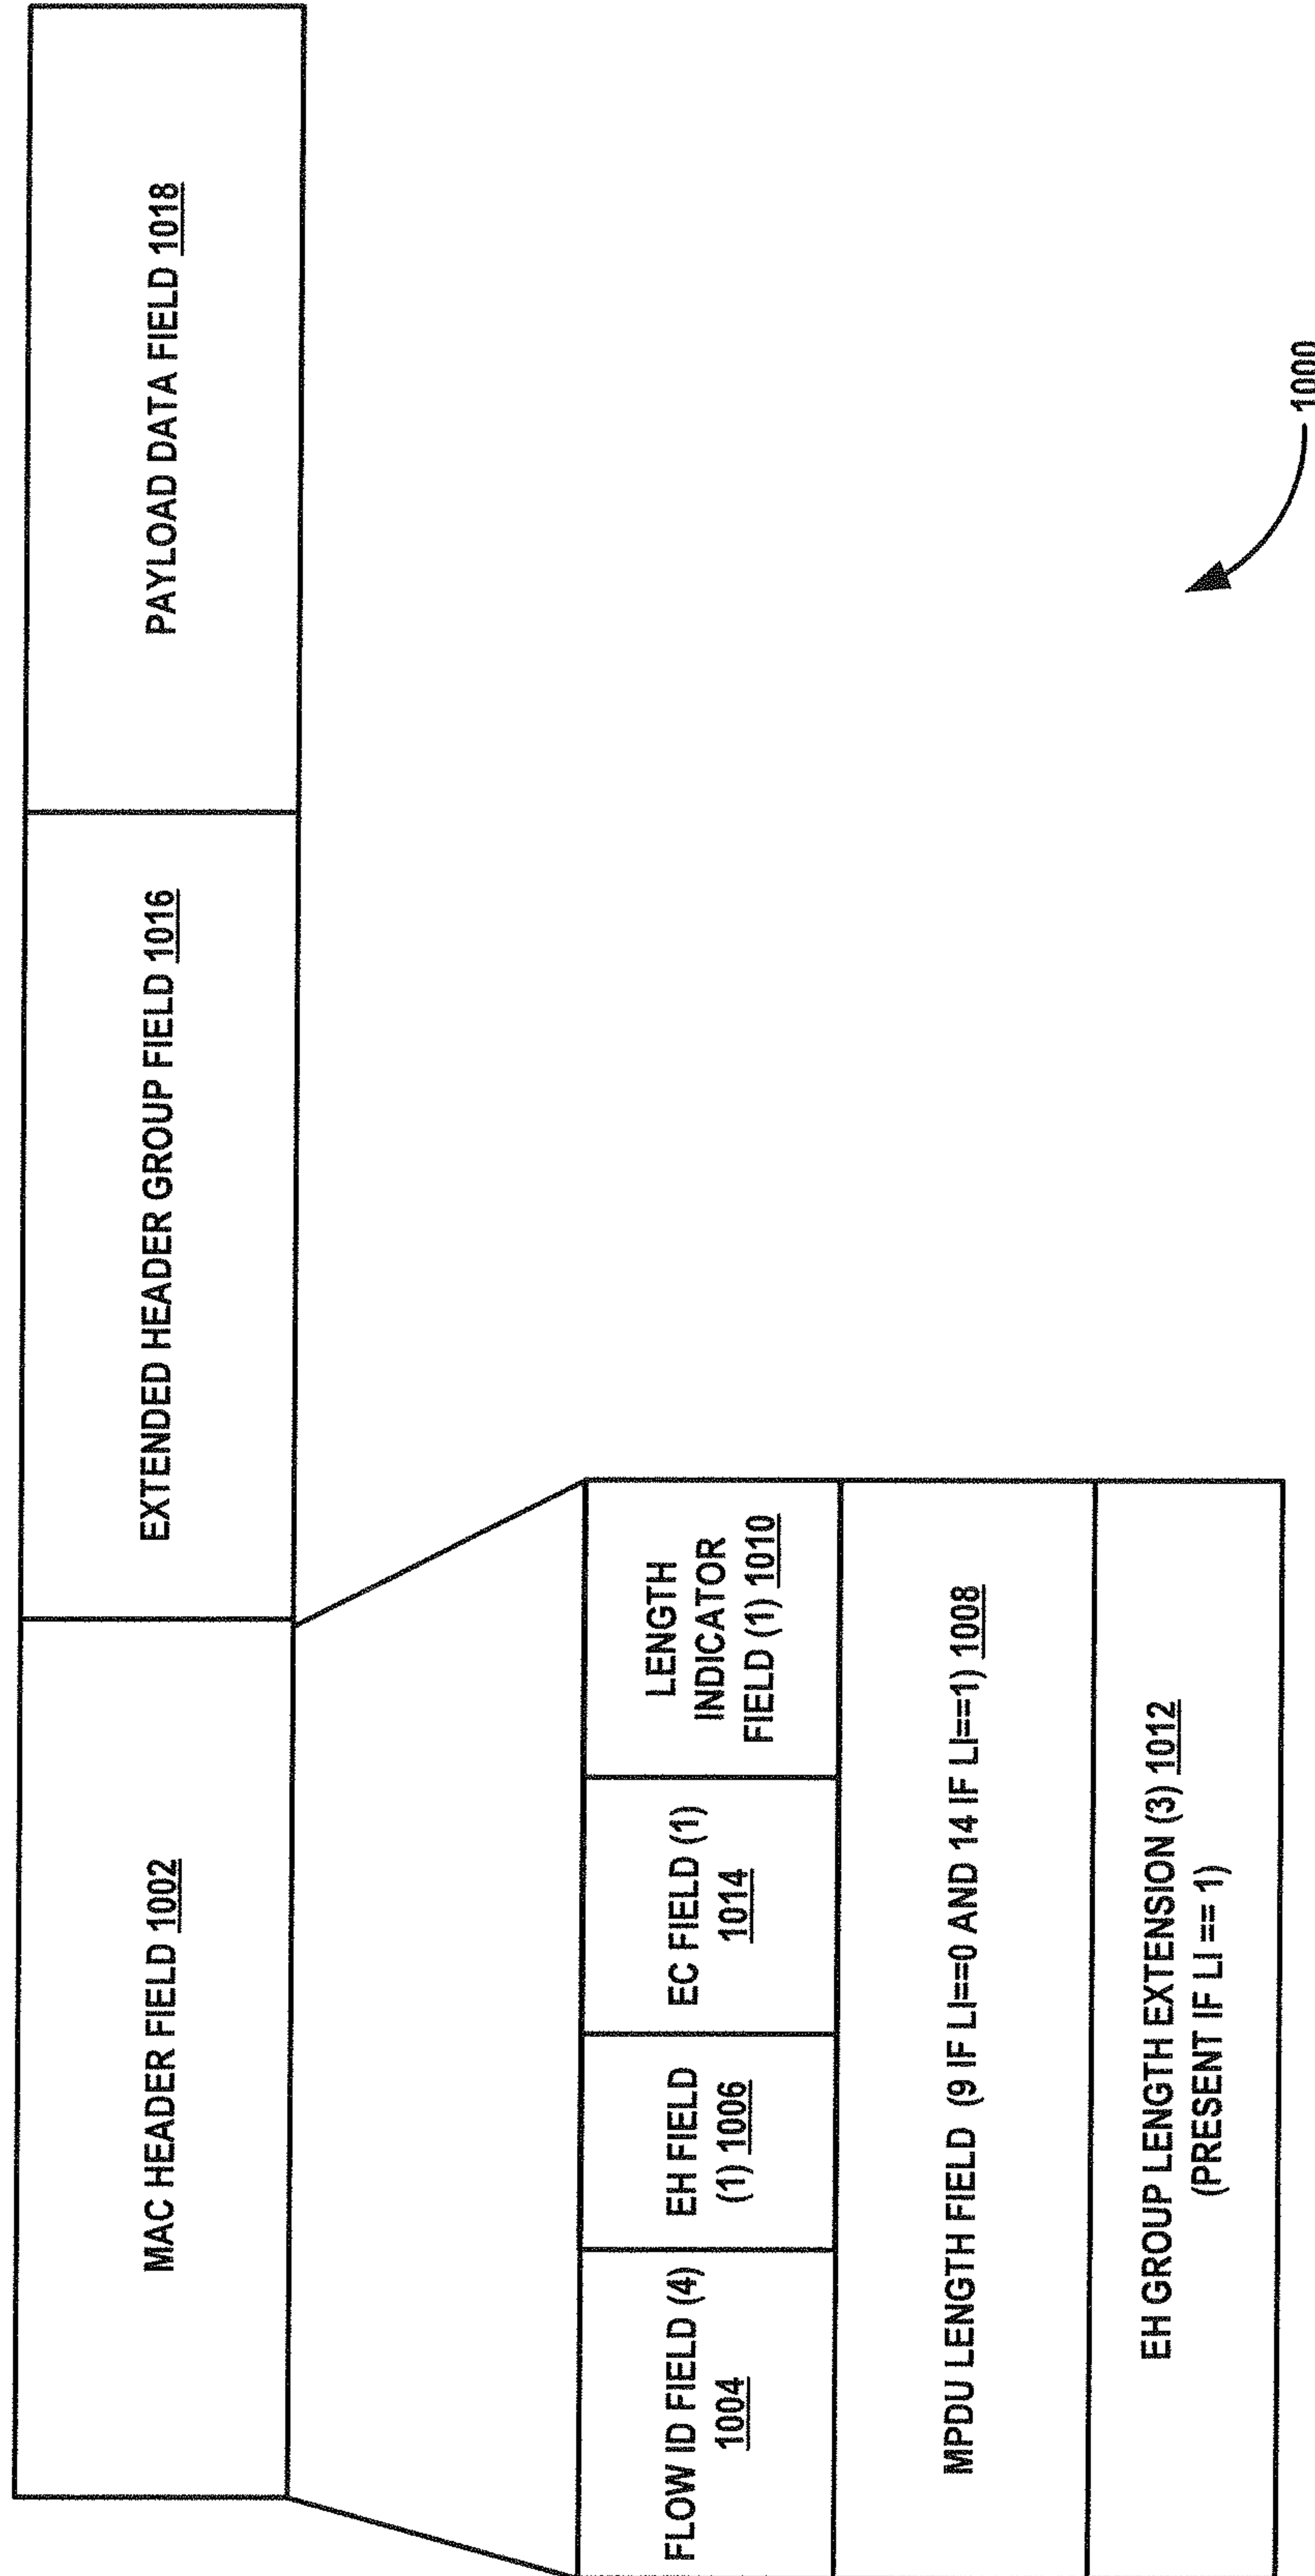 MAC HEADER FIELD 1002
EXTENDED HEADER GROUP FIELD 1016
PAYLOAD DATA FIELD 1018
FLOW ID FIELD (4)
1004
EH FIELD
(1) 1006
EC FIELD (1)
1014
LENGTH
INDICATOR
FIELD (1) 1010
MPDU LENGTH FIELD (9 IF LI==0 AND 14 IF LI==1) 1008
EH GROUP LENGTH EXTENSION (3) 1012
(PRESENT IF LI == 1)
1000